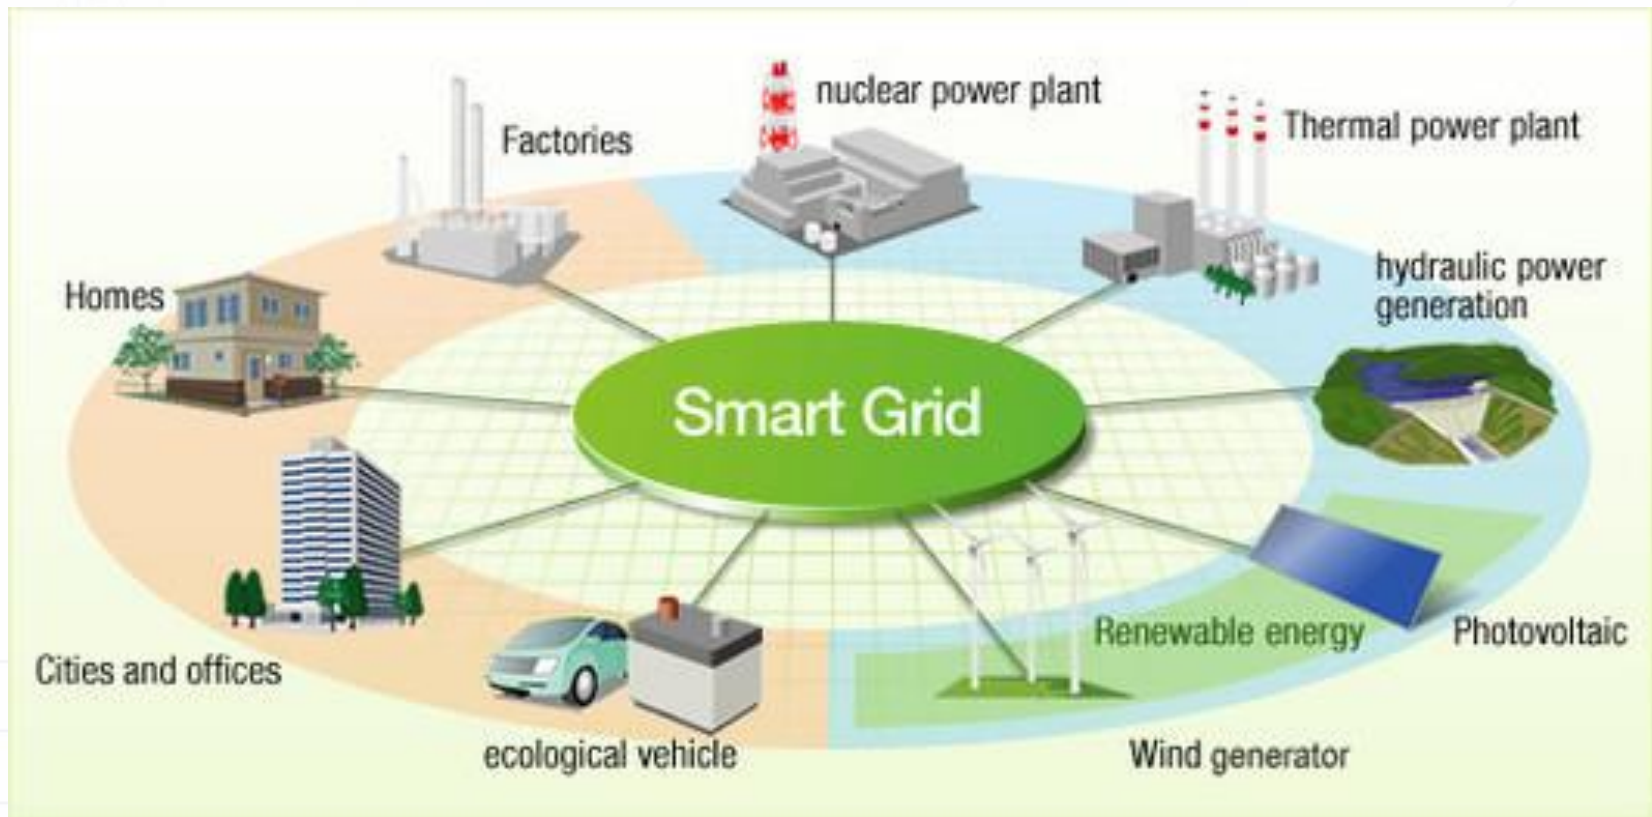 nuclear power plant
Factories
Thermal power plant
hydraulic power
generation
Homes
Smart Grid
Renewable energy
Photovoltaic
Cities and offices
ecological vehicle
Wind generator